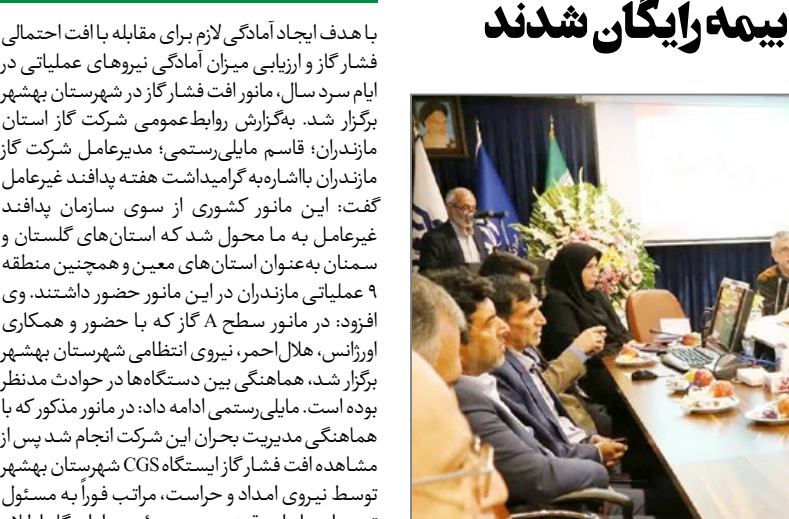 بیمه رایگان شدند
با هدف ایجاد آمادگی لازم برای مقابله با افت احتمالی
فشار گاز و ارزیابی میزان آمادگی نیروهای عملیاتی در
ایام سرد سال، مانور افت فشار گاز در شهرستان بهشهر
برگزار شد. به‌گزارش روابط‌عمومی شرکت گاز استان
مازندران؛ قاسم مایلی‌رستمی؛ مدیرعامل شرکت گاز
مازندران بااشاره‌به گرامیداشت هفته پدافند غیرعامل
گفت: این مانور کشوری از سوی سازمان پدافند
غیرعامل به ما محول شد که استان‌های گلستان و
سمنان به‌عنوان استان‌های معین و همچنین منطقه
۹ عملیاتی مازندران در این مانور حضور داشتند. وی
افزود: در مانور سطح A گاز که با حضور و همکاری
اورژانس، هلال‌احمر، نیروی انتظامی شهرستان بهشهر
برگزار شد، هماهنگی بین دستگاه‌ها در حوادث مدنظر
بوده است. مایلی‌رستمی ادامه داد: در مانور مذکور که با
هماهنگی مدیریت بحران این شرکت انجام شد پس از
مشاهده افت فشار گاز ایستگاه CGS شهرستان بهشهر
توسط نیروی امداد و حراست، مراتب فوراً به مسئول